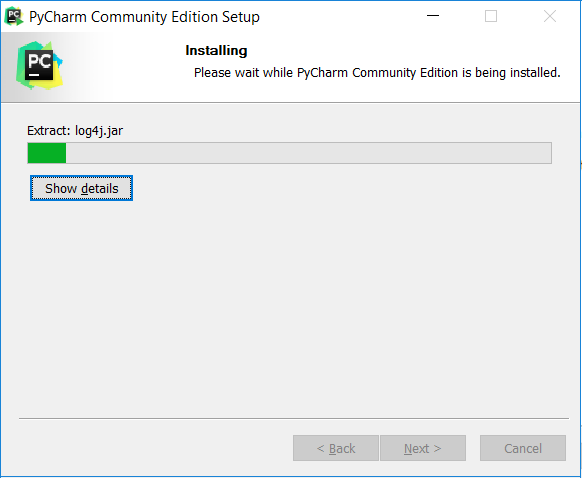 PyCharm Community Edition Setup
PC
Installing
Please wait while PyCharm Community Edition is being installed.
Extract: log4j.jar
Show details
< Back
Next >
Cancel